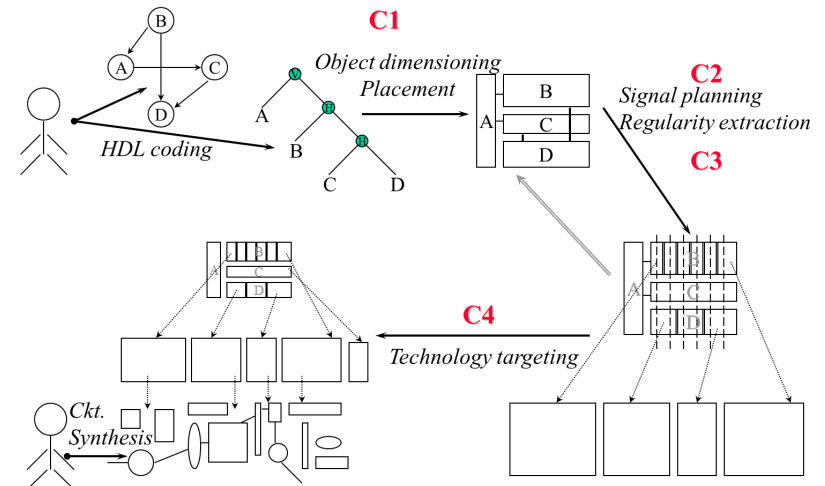 C1
B
A
C
D
HDL coding
V
H
H
A
B
C
D
Object dimensioning
Placement
A
B
C
D
C2
Signal planning
Regularity extraction
C3
A
B
C
D
C4
Technology targeting
A
B
C
D
Ckt.
Synthesis